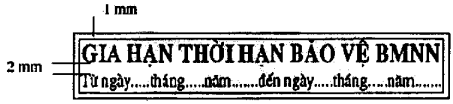 1 mm
GIA HẠN THỜI HẠN BẢO VỆ BMNN
2 mm
Từ ngày.....tháng.....năm........đến ngày.....tháng.....năm.......